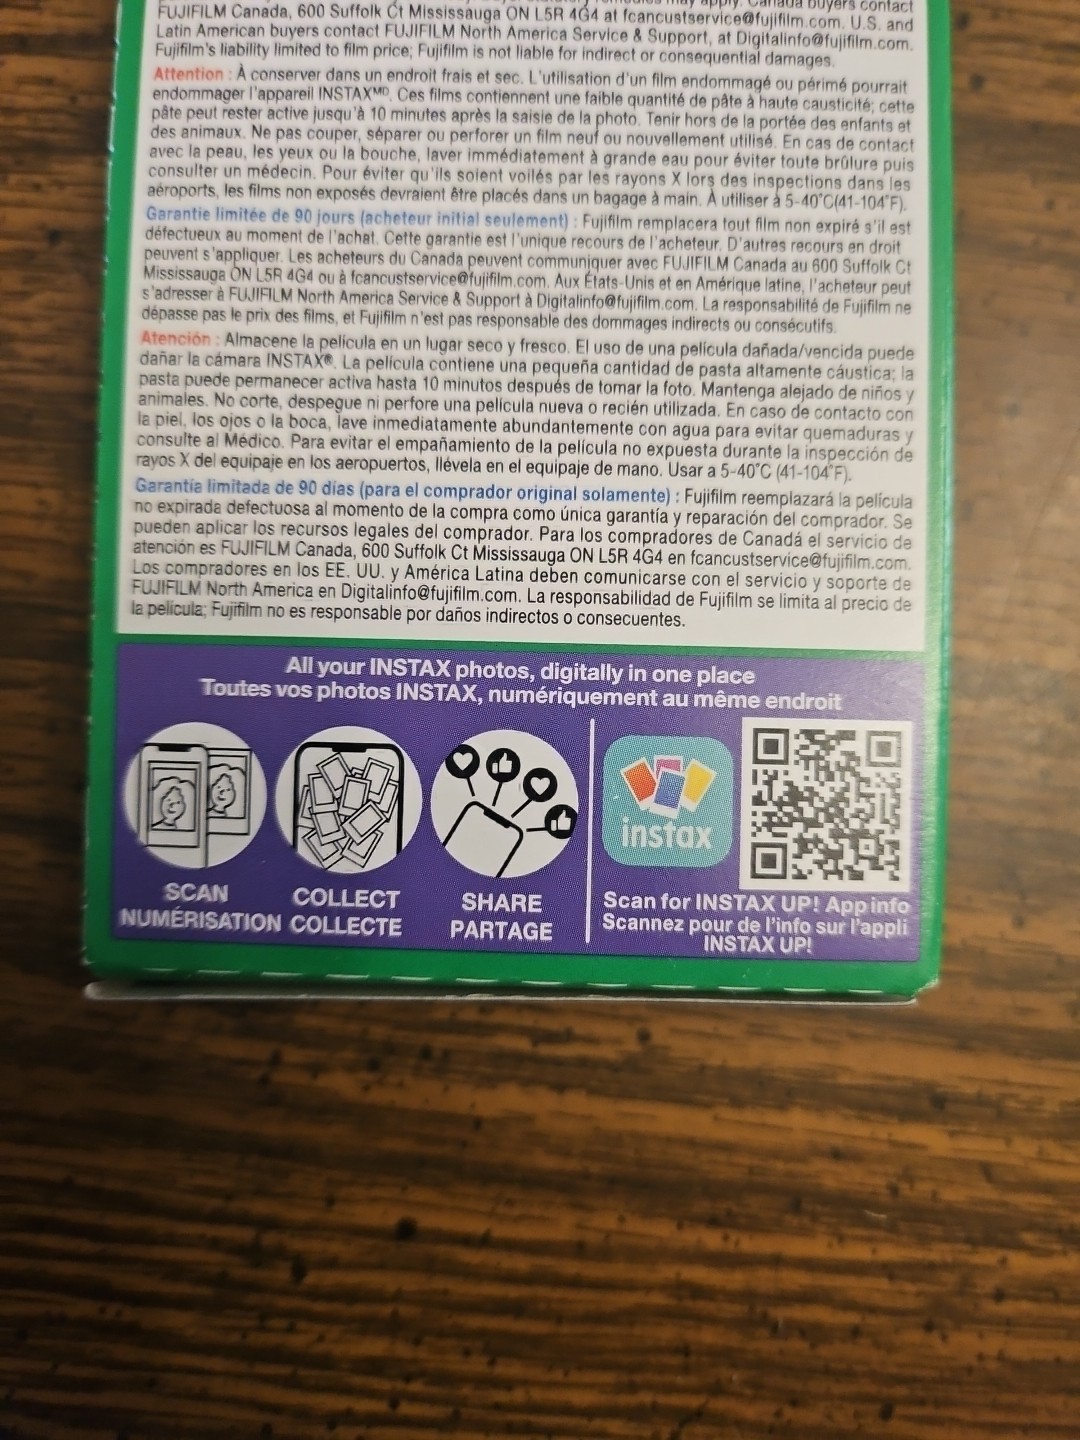 may apply. Canada buyers contact
FUJIFILM Canada, 600 Suffolk Ct Mississauga ON L5R 4G4 at fcancustservice@fujifilm.com. U.S. and
Latin American buyers contact FUJIFILM North America Service & Support, at Digitalinfo@fujifilm.com.
Fujifilm's liability limited to film price; Fujifilm is not liable for indirect or consequential damages.
Attention : À conserver dans un endroit frais et sec. L'utilisation d'un film endommagé ou périmé pourrait
endommager l'appareil INSTAXᴹᴰ. Ces films contiennent une faible quantité de pâte à haute causticité; cette
pâte peut rester active jusqu'à 10 minutes après la saisie de la photo. Tenir hors de la portée des enfants et
des animaux. Ne pas couper, séparer ou perforer un film neuf ou nouvellement utilisé. En cas de contact
avec la peau, les yeux ou la bouche, laver immédiatement à grande eau pour éviter toute brûlure puis
consulter un médecin. Pour éviter qu'ils soient voilés par les rayons X lors des inspections dans les
aéroports, les films non exposés devraient être placés dans un bagage à main. À utiliser à 5-40°C(41-104°F).
Garantie limitée de 90 jours (acheteur initial seulement) : Fujifilm remplacera tout film non expiré s'il est
défectueux au moment de l'achat. Cette garantie est l'unique recours de l'acheteur. D'autres recours en droit
peuvent s'appliquer. Les acheteurs du Canada peuvent communiquer avec FUJIFILM Canada au 600 Suffolk Ct
Mississauga ON L5R 4G4 ou à fcancustservice@fujifilm.com. Aux États-Unis et en Amérique latine, l'acheteur peut
s'adresser à FUJIFILM North America Service & Support à Digitalinfo@fujifilm.com. La responsabilité de Fujifilm ne
dépasse pas le prix des films, et Fujifilm n'est pas responsable des dommages indirects ou consécutifs.
Atención : Almacene la película en un lugar seco y fresco. El uso de una película dañada/vencida puede
dañar la cámara INSTAX®. La película contiene una pequeña cantidad de pasta altamente cáustica; la
pasta puede permanecer activa hasta 10 minutos después de tomar la foto. Mantenga alejado de niños y
animales. No corte, despegue ni perfore una película nueva o recién utilizada. En caso de contacto con
la piel, los ojos o la boca, lave inmediatamente abundantemente con agua para evitar quemaduras y
consulte al Médico. Para evitar el empañamiento de la película no expuesta durante la inspección de
rayos X del equipaje en los aeropuertos, llévela en el equipaje de mano. Usar a 5-40°C (41-104°F).
Garantía limitada de 90 días (para el comprador original solamente) : Fujifilm reemplazará la película
no expirada defectuosa al momento de la compra como única garantía y reparación del comprador. Se
pueden aplicar los recursos legales del comprador. Para los compradores de Canadá el servicio de
atención es FUJIFILM Canada, 600 Suffolk Ct Mississauga ON L5R 4G4 en fcancustservice@fujifilm.com.
Los compradores en los EE. UU. y América Latina deben comunicarse con el servicio y soporte de
FUJIFILM North America en Digitalinfo@fujifilm.com. La responsabilidad de Fujifilm se limita al precio de
la película; Fujifilm no es responsable por daños indirectos o consecuentes.
All your INSTAX photos, digitally in one place
Toutes vos photos INSTAX, numériquement au même endroit
instax
SCAN
NUMÉRISATION
COLLECT
COLLECTE
SHARE
PARTAGE
Scan for INSTAX UP! App info
Scannez pour de l'info sur l'appli
INSTAX UP!